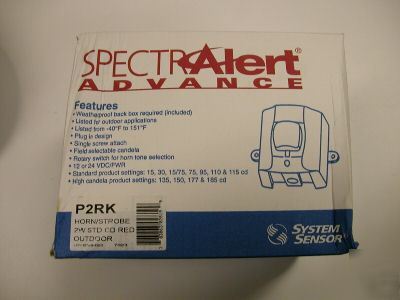 SPECTRAlert
ADVANCE
Features
• Weatherproof back box required (included)
• Listed for outdoor applications
• Listed from -40°F to 151°F
• Plug in design
• Single screw attach
• Field selectable candela
• Rotary switch for horn tone selection
• 12 or 24 VDC/FWR
• Standard product settings: 15, 30, 15/75, 75, 95, 110 & 115 cd
• High candela product settings: 135, 150, 177 & 185 cd
P2RK
HORN/STROBE
2W STD CD RED
OUTDOOR
SYSTEM
SENSOR